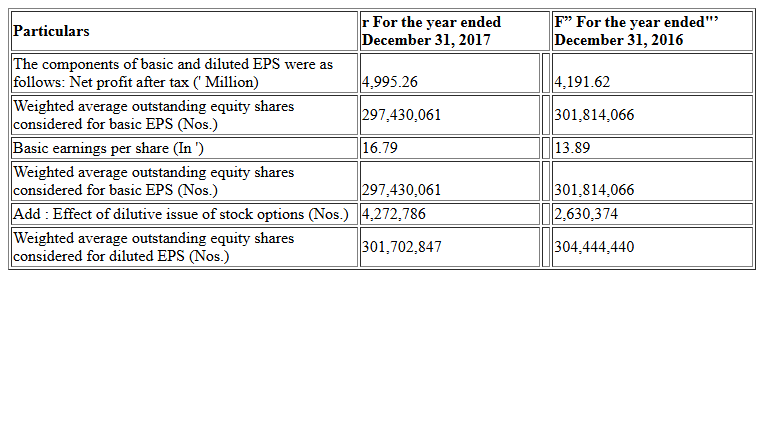 Particulars
r For the year ended
December 31, 2017
F” For the year ended"’
December 31, 2016
The components of basic and diluted EPS were as
follows: Net profit after tax (' Million)
4,995.26
4,191.62
Weighted average outstanding equity shares
considered for basic EPS (Nos.)
297,430,061
301,814,066
Basic earnings per share (In ')
16.79
13.89
Weighted average outstanding equity shares
considered for basic EPS (Nos.)
297,430,061
301,814,066
Add : Effect of dilutive issue of stock options (Nos.)
4,272,786
2,630,374
Weighted average outstanding equity shares
considered for diluted EPS (Nos.)
301,702,847
304,444,440